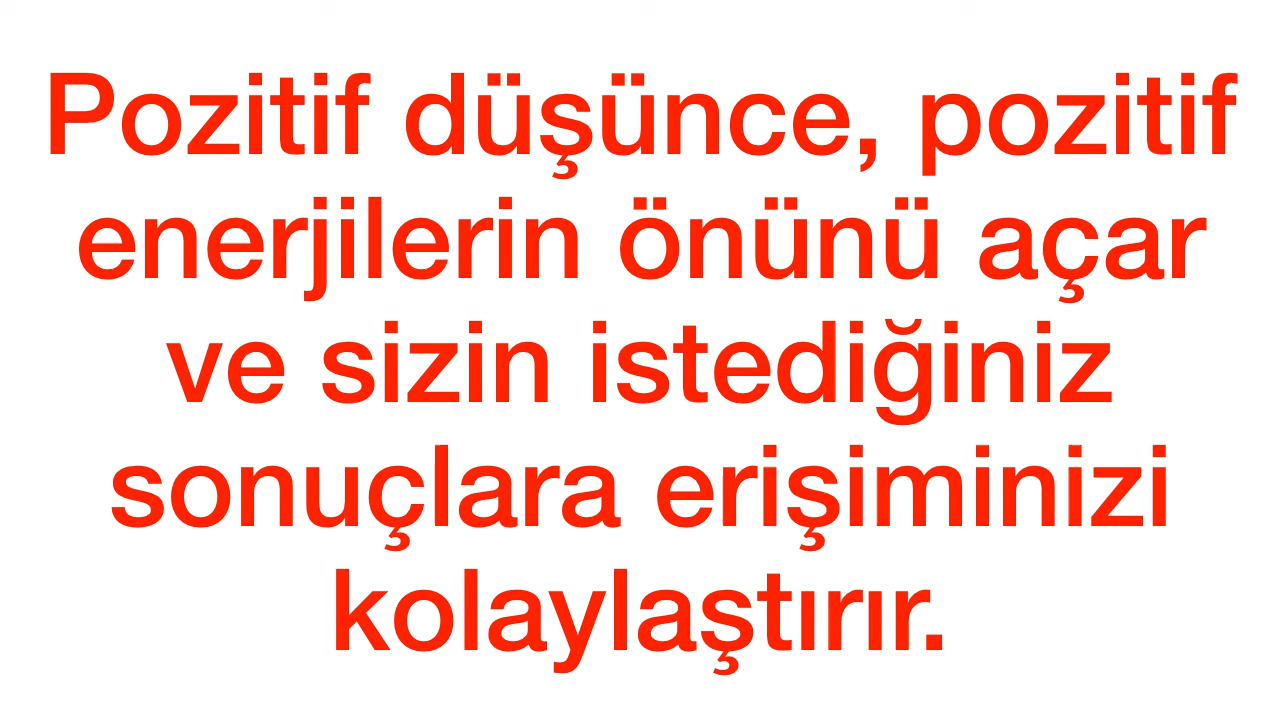 Pozitif düşünce, pozitif
enerjilerin önünü açar
ve sizin istediğiniz
sonuçlara erişiminizi
kolaylaştırır.